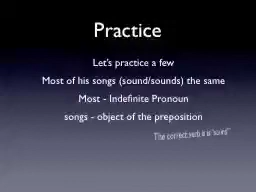 Practice
Let's practice a few
Most of his songs (sound/sounds) the same
Most - Indefinite Pronoun
songs - object of the preposition
The correct verb is "sound"